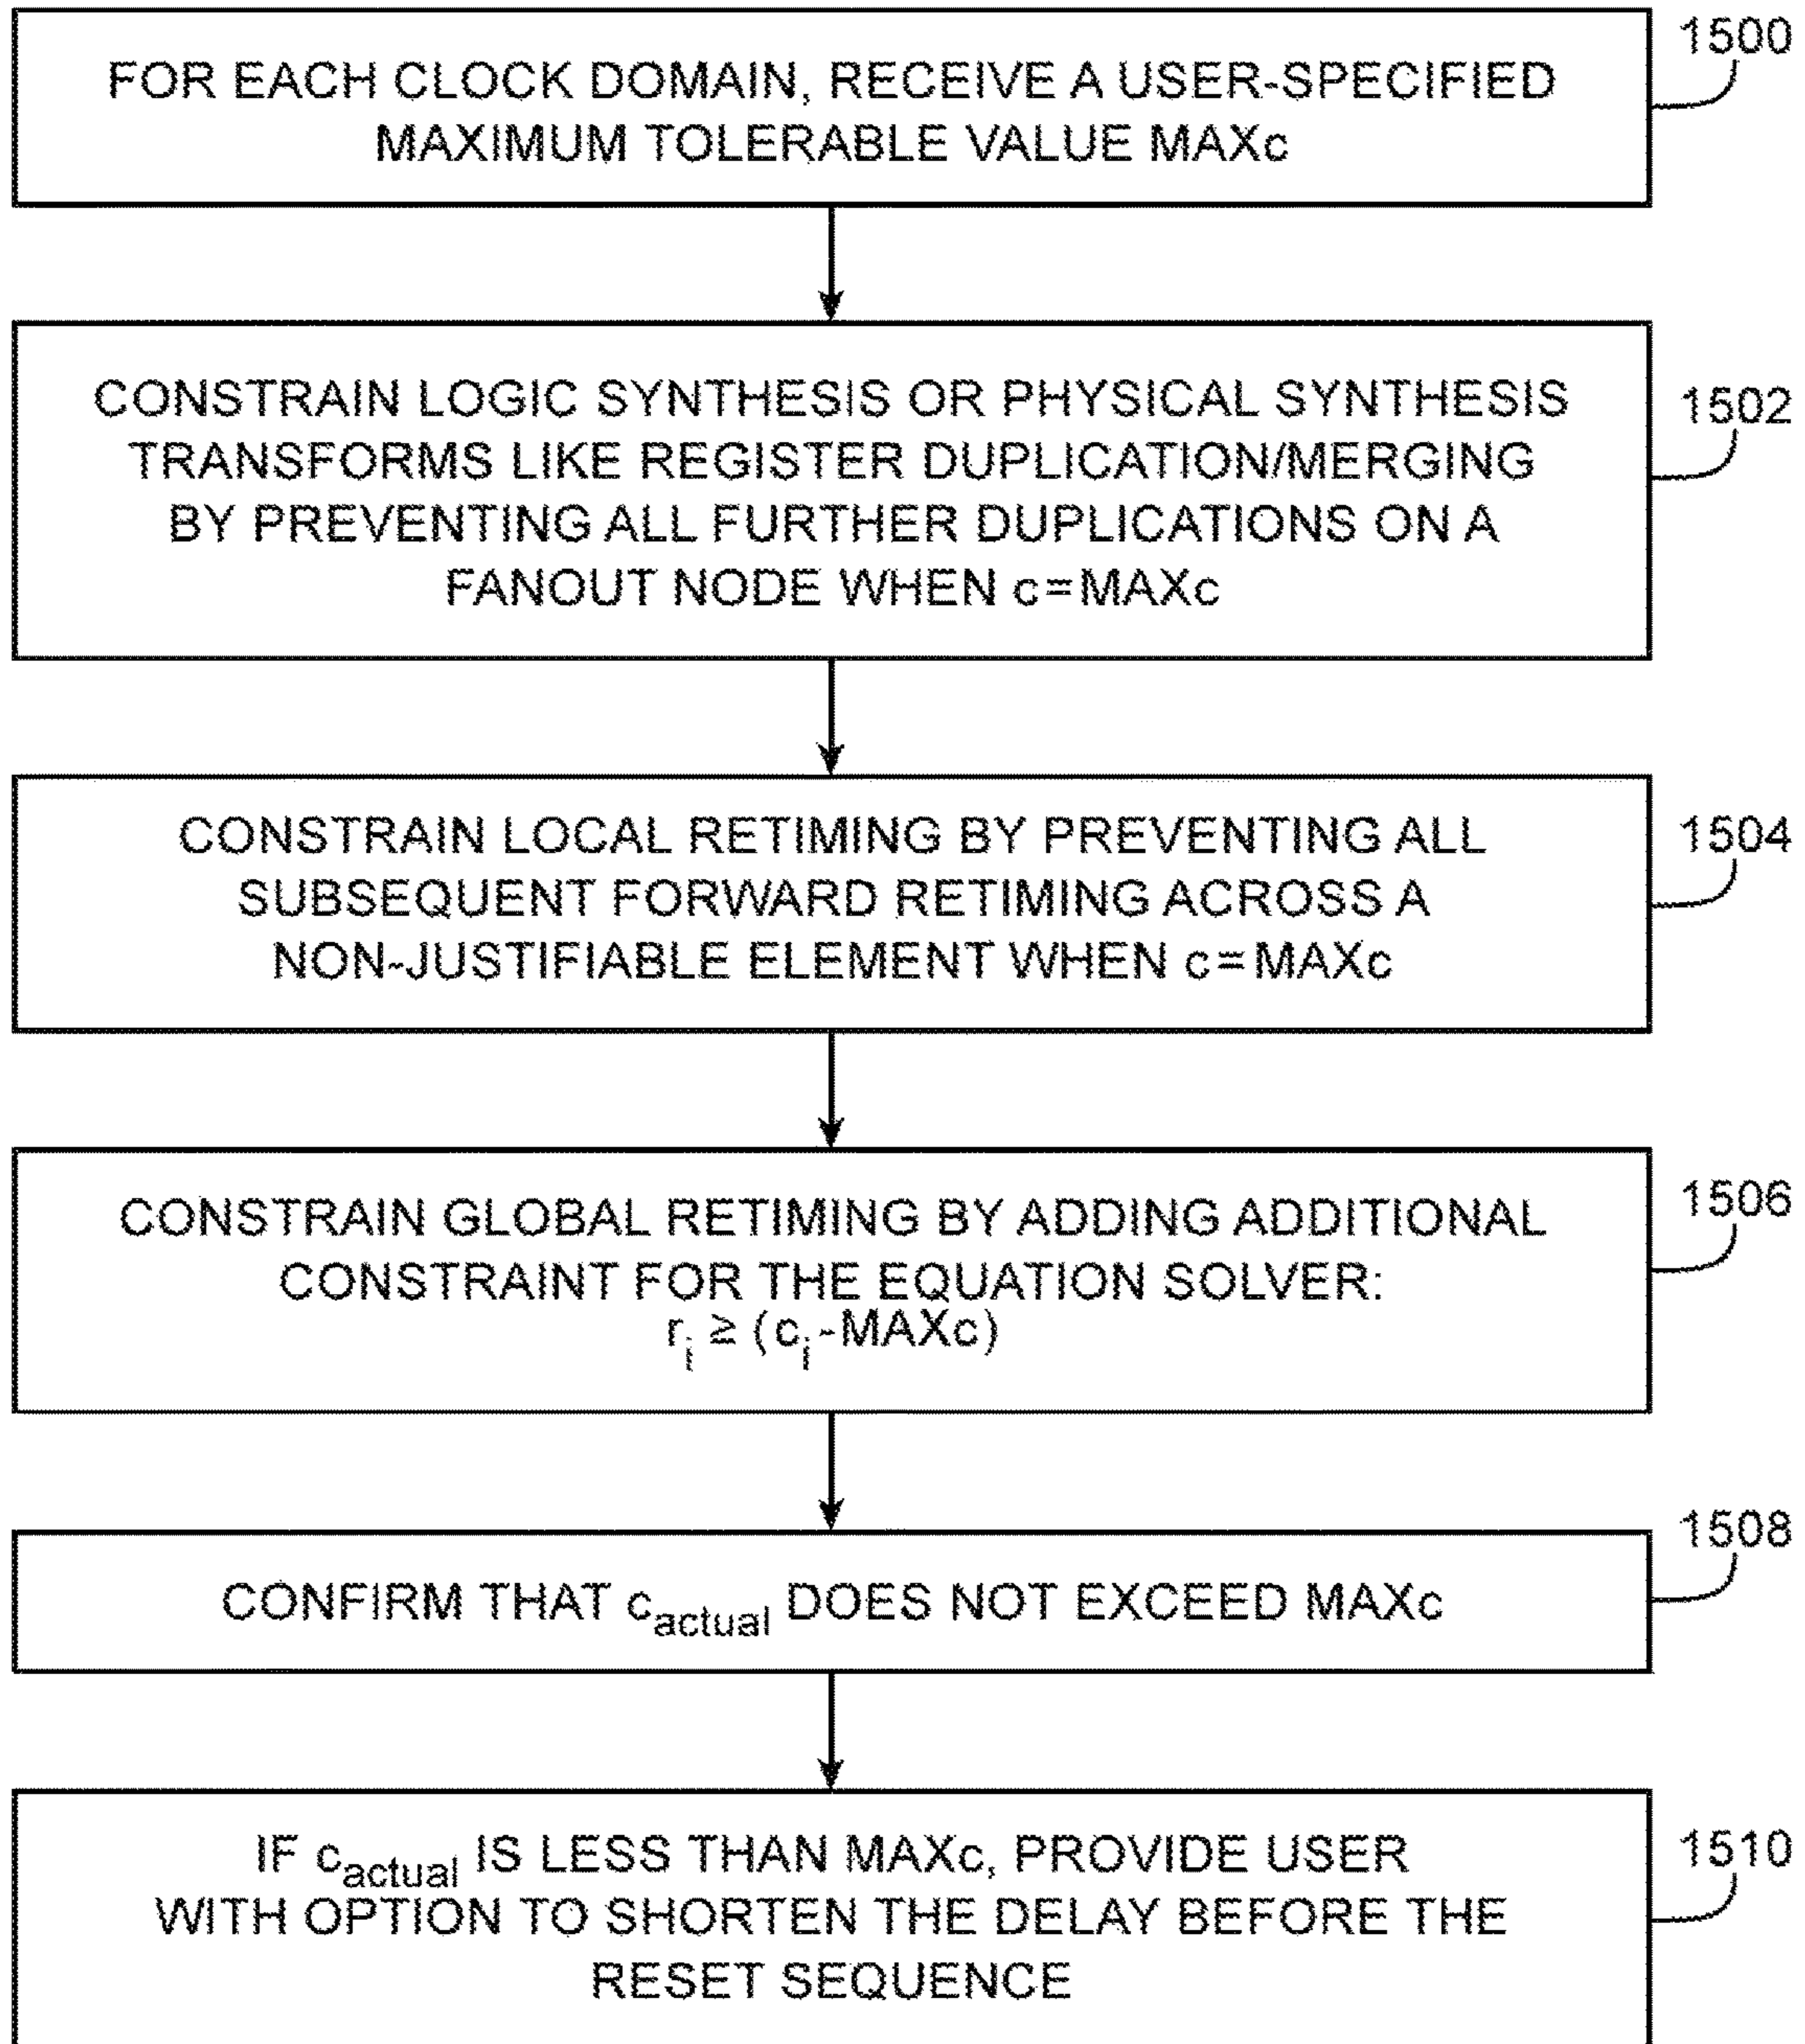 1500
FOR EACH CLOCK DOMAIN, RECEIVE A USER-SPECIFIED
MAXIMUM TOLERABLE VALUE MAXc
1502
CONSTRAIN LOGIC SYNTHESIS OR PHYSICAL SYNTHESIS
TRANSFORMS LIKE REGISTER DUPLICATION/MERGING
BY PREVENTING ALL FURTHER DUPLICATIONS ON A
FANOUT NODE WHEN c=MAXc
1504
CONSTRAIN LOCAL RETIMING BY PREVENTING ALL
SUBSEQUENT FORWARD RETIMING ACROSS A
NON-JUSTIFIABLE ELEMENT WHEN c=MAXc
1506
CONSTRAIN GLOBAL RETIMING BY ADDING ADDITIONAL
CONSTRAINT FOR THE EQUATION SOLVER:
r_i ≥ (c_i-MAXc)
1508
CONFIRM THAT c_actual DOES NOT EXCEED MAXc
1510
IF c_actual IS LESS THAN MAXc, PROVIDE USER
WITH OPTION TO SHORTEN THE DELAY BEFORE THE
RESET SEQUENCE